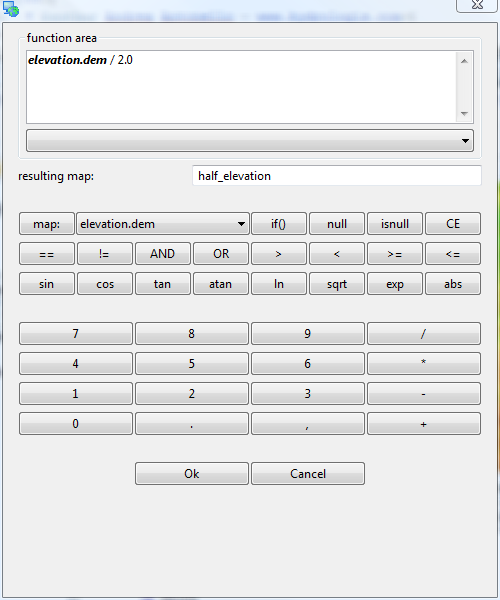 function area
elevation.dem / 2.0
resulting map: half_elevation
map: elevation.dem if() null isnull CE
== != AND OR > < >= <=
sin cos tan atan ln sqrt exp abs
7 8 9 /
4 5 6 *
1 2 3 -
0 . , +
Ok Cancel